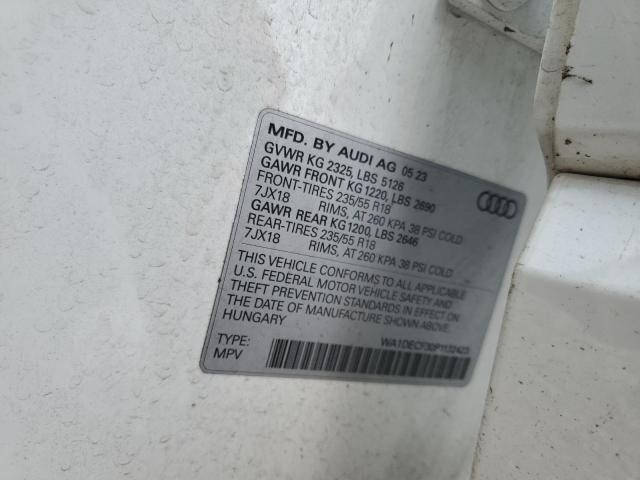 MFD. BY AUDI AG 05 23
GVWR KG 2325, LBS 5126
GAWR FRONT KG 1220, LBS 2690
FRONT-TIRES 235/55 R18
7JX18 RIMS, AT 260 KPA 38 PSI COLD
GAWR REAR KG 1200, LBS 2646
REAR-TIRES 235/55 R18
7JX18 RIMS, AT 260 KPA 38 PSI COLD
THIS VEHICLE CONFORMS TO ALL APPLICABLE
U.S. FEDERAL MOTOR VEHICLE SAFETY AND
THEFT PREVENTION STANDARDS IN EFFECT ON
THE DATE OF MANUFACTURE SHOWN ABOVE.
HUNGARY
TYPE: WA1DECF30P1132423
MPV